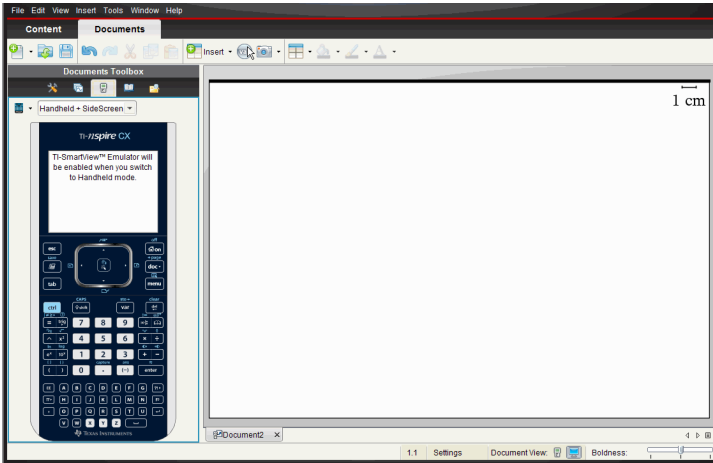 File Edit View Insert Tools Window Help
Content Documents
Insert
Documents Toolbox
1 cm
Handheld + SideScreen
TI-nspire CX
TI-SmartView™ Emulator will
be enabled when you switch
to Handheld mode.
esc on
doc
tab menu
CAPS clear
ctrl shift var
7 8 9
4 5 6
1 2 3 + −
( ) 0 . (−) enter
EE A B C D E F G
H I J K L M N
O P Q R S T U
V W X Y Z
TEXAS INSTRUMENTS
Document2 ×
1.1 Settings Document View: Boldness: